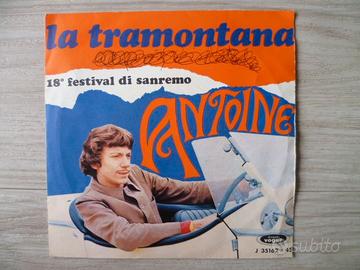 la tramontana
18° festival di sanremo
ANTOINE
vogue
subito